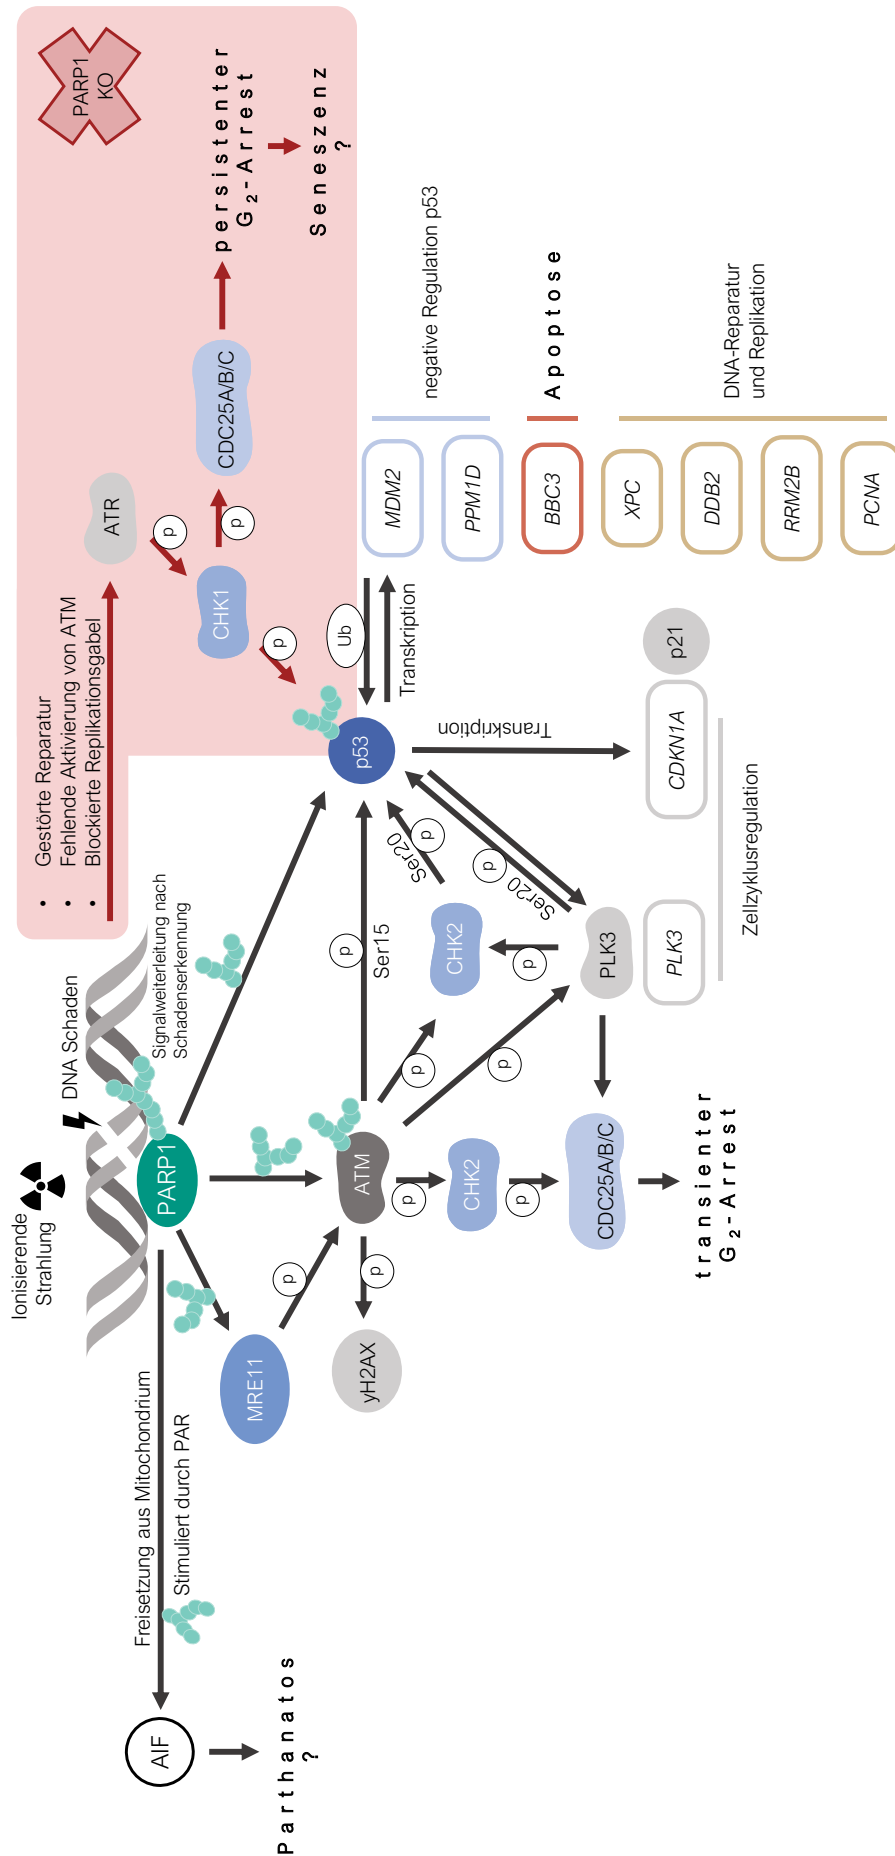 Ionisierende
Strahlung
DNA Schaden
Gestörte Reparatur
Fehlende Aktivierung von ATM
Blockierte Replikationsgabel
PARP1
KO
ATR
p
CHK1
p
CDC25A/B/C
p
persistenter
G2-Arrest
Seneszenz
?
Freisetzung aus Mitochondrium
Stimuliert durch PAR
AIF
Parthanatos
?
PARP1
Signalweiterleitung nach
Schadenserkennung
MRE11
p
ATM
p
γH2AX
p
Ser15
p53
Ub
Transkription
MDM2
PPM1D
negative Regulation p53
BBC3
Apoptose
XPC
DDB2
RRM2B
PCNA
DNA-Reparatur
und Replikation
p
CHK2
p
CDC25A/B/C
transienter
G2-Arrest
p
CHK2
p
Ser20
p
p
PLK3
p
Ser20
PLK3
Transkription
CDKN1A
p21
Zellzyklusregulation